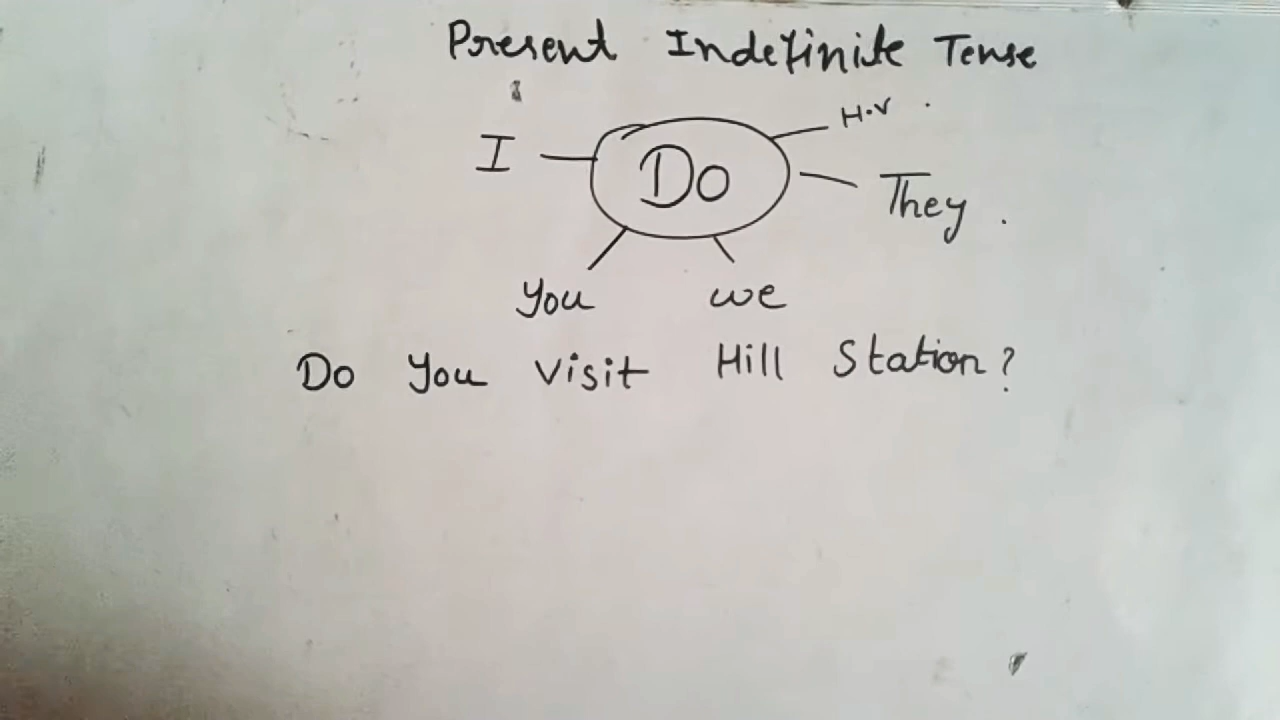 Present Indefinite Tense
H.V.
I Do They.
You we
Do You visit Hill Station?